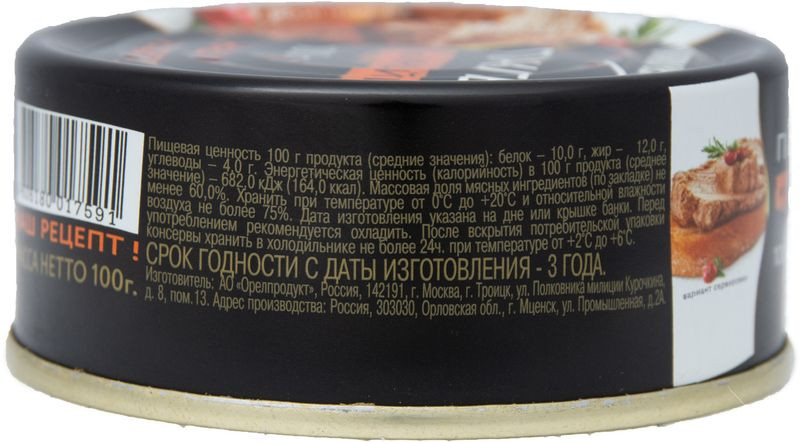 Пищевая ценность 100 г продукта (средние значения): белок – 10,0 г, жир – 12,0 г,
углеводы – 4,0 г. Энергетическая ценность (калорийность) в 100 г продукта (среднее
значение) – 682,0 кДж (164,0 ккал). Массовая доля мясных ингредиентов (по закладке) не
менее 60,0%. Хранить при температуре от 0°С до +20°С и относительной влажности
воздуха не более 75%. Дата изготовления указана на дне или крышке банки. Перед
употреблением рекомендуется охладить. После вскрытия потребительской упаковки
консервы хранить в холодильнике не более 24ч. при температуре от +2°С до +6°С.
СРОК ГОДНОСТИ С ДАТЫ ИЗГОТОВЛЕНИЯ - 3 ГОДА.
Изготовитель: АО «Орелпродукт», Россия, 142191, г. Москва, г. Троицк, ул. Полковника милиции Курочкина,
д. 8, пом. 13. Адрес производства: Россия, 303030, Орловская обл., г. Мценск, ул. Промышленная, д.2А.
017591
РЕЦЕПТ !
НЕТТО 100г.
вариант сервировки